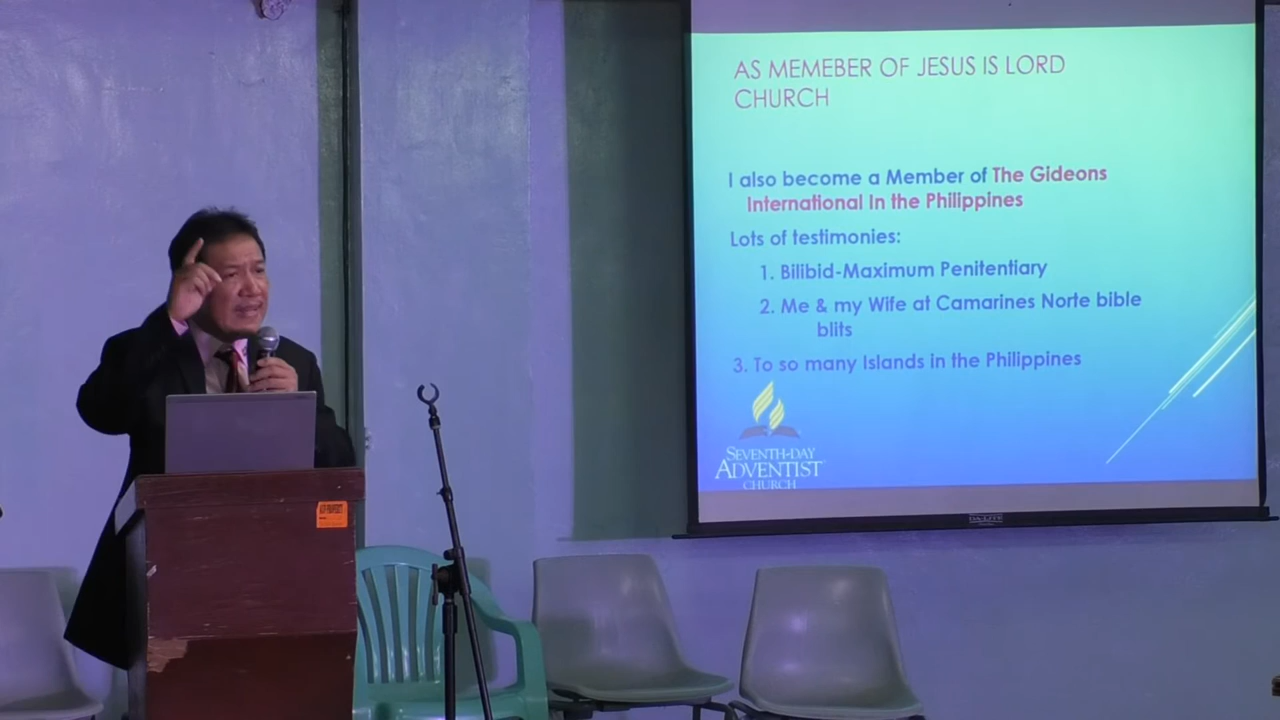 AS MEMEBER OF JESUS IS LORD
CHURCH
I also become a Member of The Gideons
International In the Philippines
Lots of testimonies:
1. Bilibid-Maximum Penitentiary
2. Me & my Wife at Camarines Norte bible
blits
3. To so many Islands in the Philippines
SEVENTH-DAY
ADVENTIST
CHURCH
DA-LITE